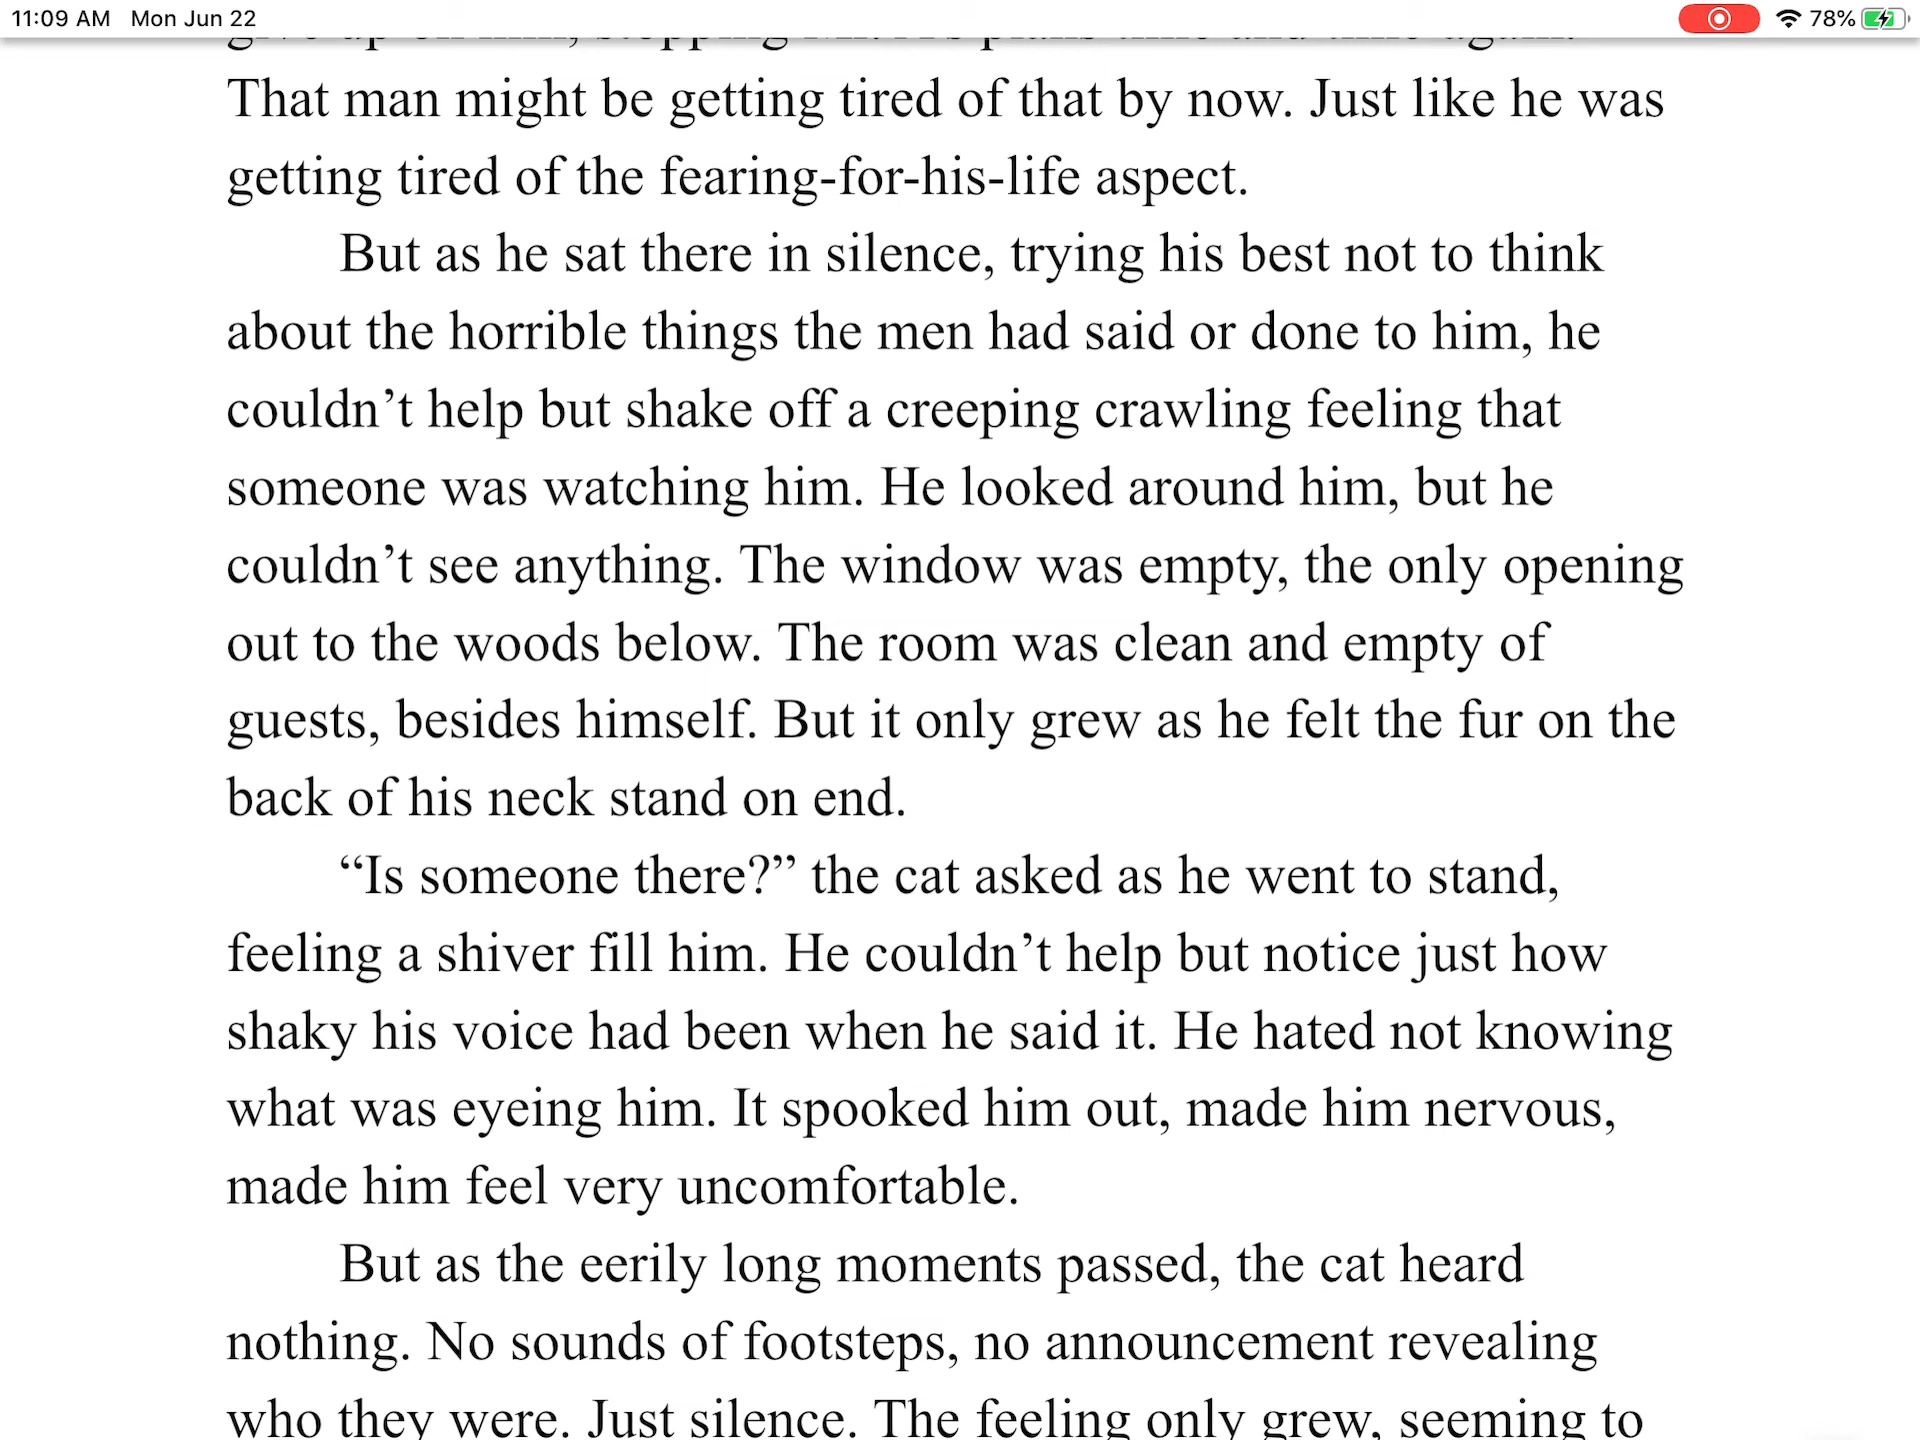 11:09 AM Mon Jun 22 78%
That man might be getting tired of that by now. Just like he was
getting tired of the fearing-for-his-life aspect.
But as he sat there in silence, trying his best not to think
about the horrible things the men had said or done to him, he
couldn’t help but shake off a creeping crawling feeling that
someone was watching him. He looked around him, but he
couldn’t see anything. The window was empty, the only opening
out to the woods below. The room was clean and empty of
guests, besides himself. But it only grew as he felt the fur on the
back of his neck stand on end.
“Is someone there?” the cat asked as he went to stand,
feeling a shiver fill him. He couldn’t help but notice just how
shaky his voice had been when he said it. He hated not knowing
what was eyeing him. It spooked him out, made him nervous,
made him feel very uncomfortable.
But as the eerily long moments passed, the cat heard
nothing. No sounds of footsteps, no announcement revealing
who they were. Just silence. The feeling only grew, seeming to